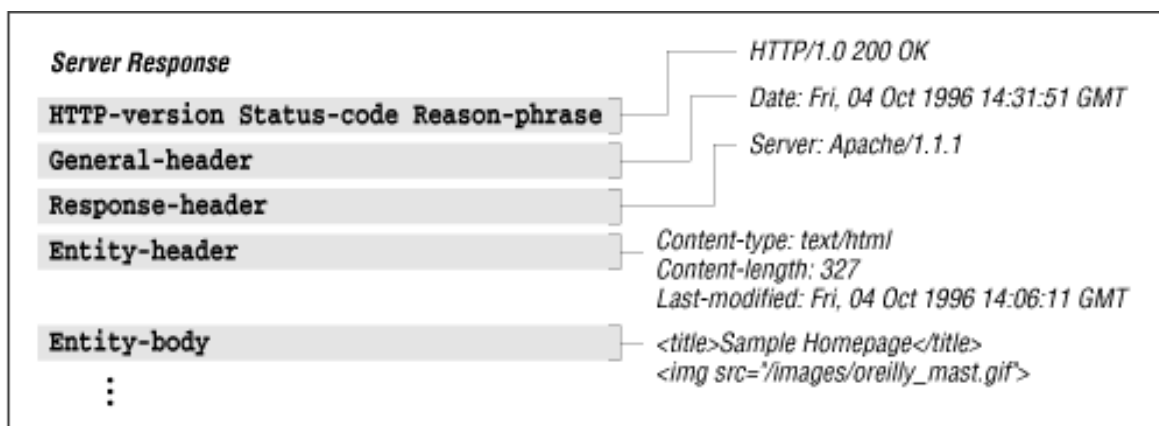 Server Response
HTTP-version Status-code Reason-phrase
HTTP/1.0 200 OK
General-header
Date: Fri, 04 Oct 1996 14:31:51 GMT
Response-header
Server: Apache/1.1.1
Entity-header
Content-type: text/html
Content-length: 327
Last-modified: Fri, 04 Oct 1996 14:06:11 GMT
Entity-body
<title>Sample Homepage</title>
<img src="/images/oreilly_mast.gif">